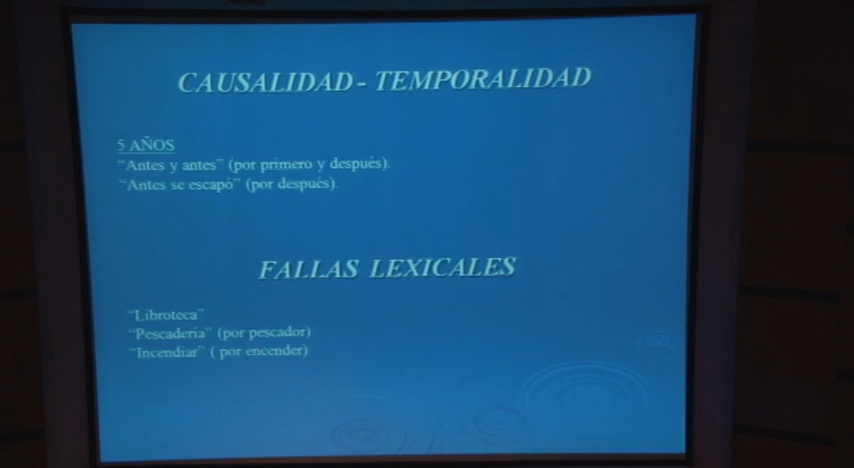 CAUSALIDAD - TEMPORALIDAD
5 AÑOS
“Antes y antes” (por primero y después).
“Antes se escapó” (por después).
FALLAS LEXICALES
“Libroteca”
“Pescadería” (por pescador)
“Incendiar” ( por encender)